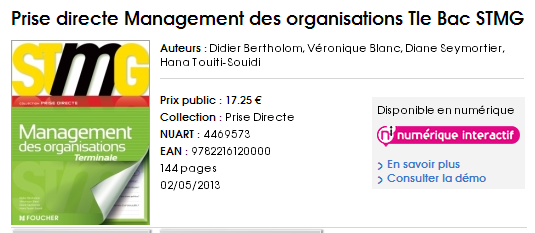 Prise directe Management des organisations Tle Bac STMG
Auteurs : Didier Bertholom, Véronique Blanc, Diane Seymortier,
Hana Touiti-Souidi
STMG
COLLECTION PRISE DIRECTE
Management
des organisations
Terminale
FOUCHER
Prix public : 17.25 €
Collection : Prise Directe
NUART : 4469573
EAN : 9782216120000
144 pages
02/05/2013
Disponible en numérique
ni numérique interactif
En savoir plus
Consulter la démo